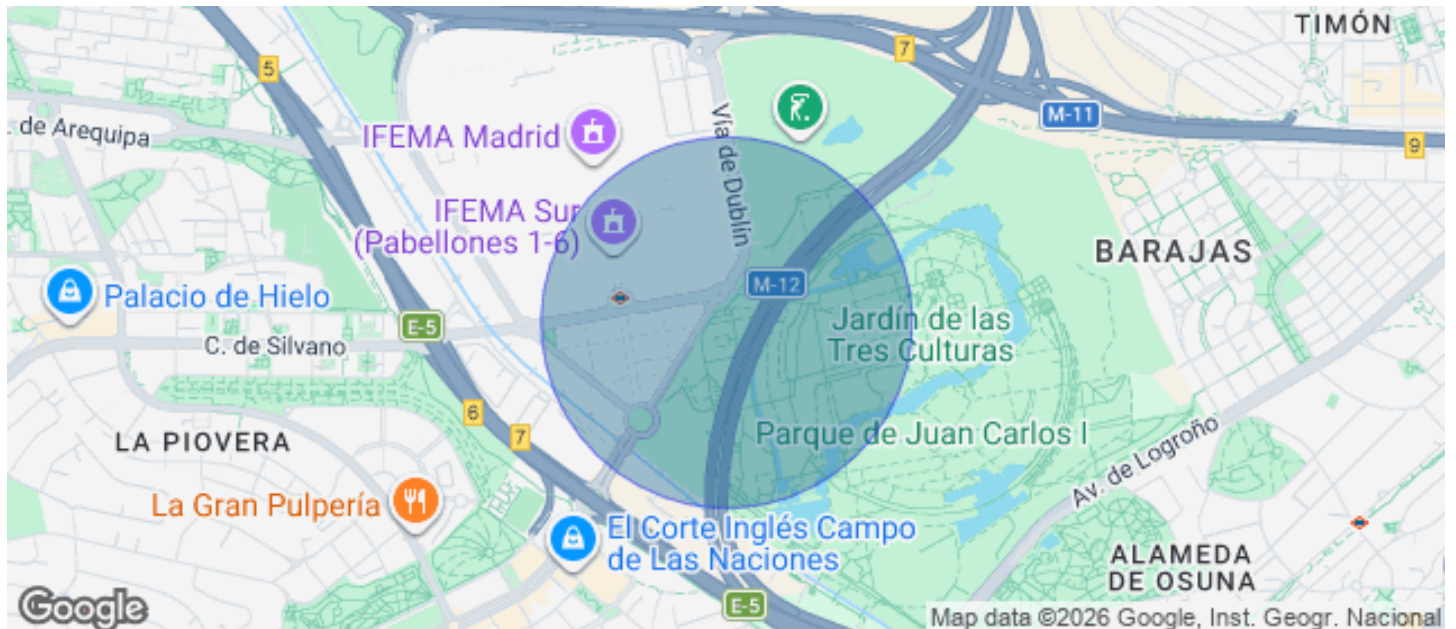 TIMÓN
5
7
M-11
9
. de Arequipa
IFEMA Madrid
Vía de Dublín
IFEMA Sur
(Pabellones 1-6)
BARAJAS
Palacio de Hielo
M-12
E-5
C. de Silvano
Jardín de las
Tres Culturas
6
7
LA PIOVERA
Parque de Juan Carlos I
Av. de Logroño
La Gran Pulpería
El Corte Inglés Campo
de Las Naciones
ALAMEDA
DE OSUNA
E-5
Google
Map data ©2026 Google, Inst. Geogr. Nacional